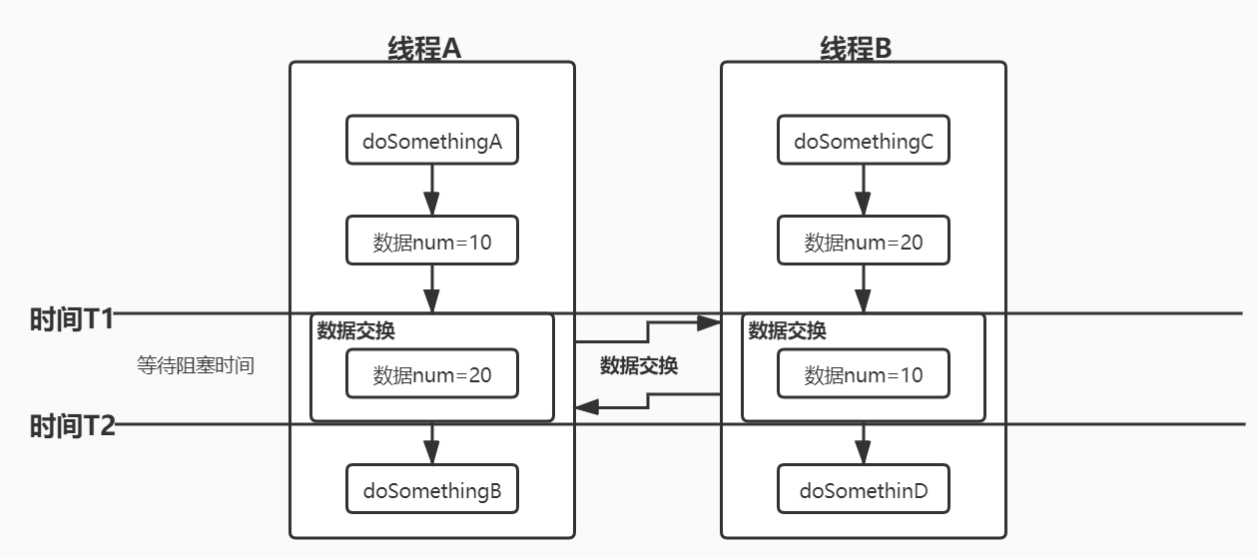 线程A
线程B
doSomethingA
doSomethingC
数据num=10
数据num=20
时间T1
数据交换
数据交换
等待阻塞时间
数据num=20
数据交换
数据num=10
时间T2
doSomethingB
doSomethinD